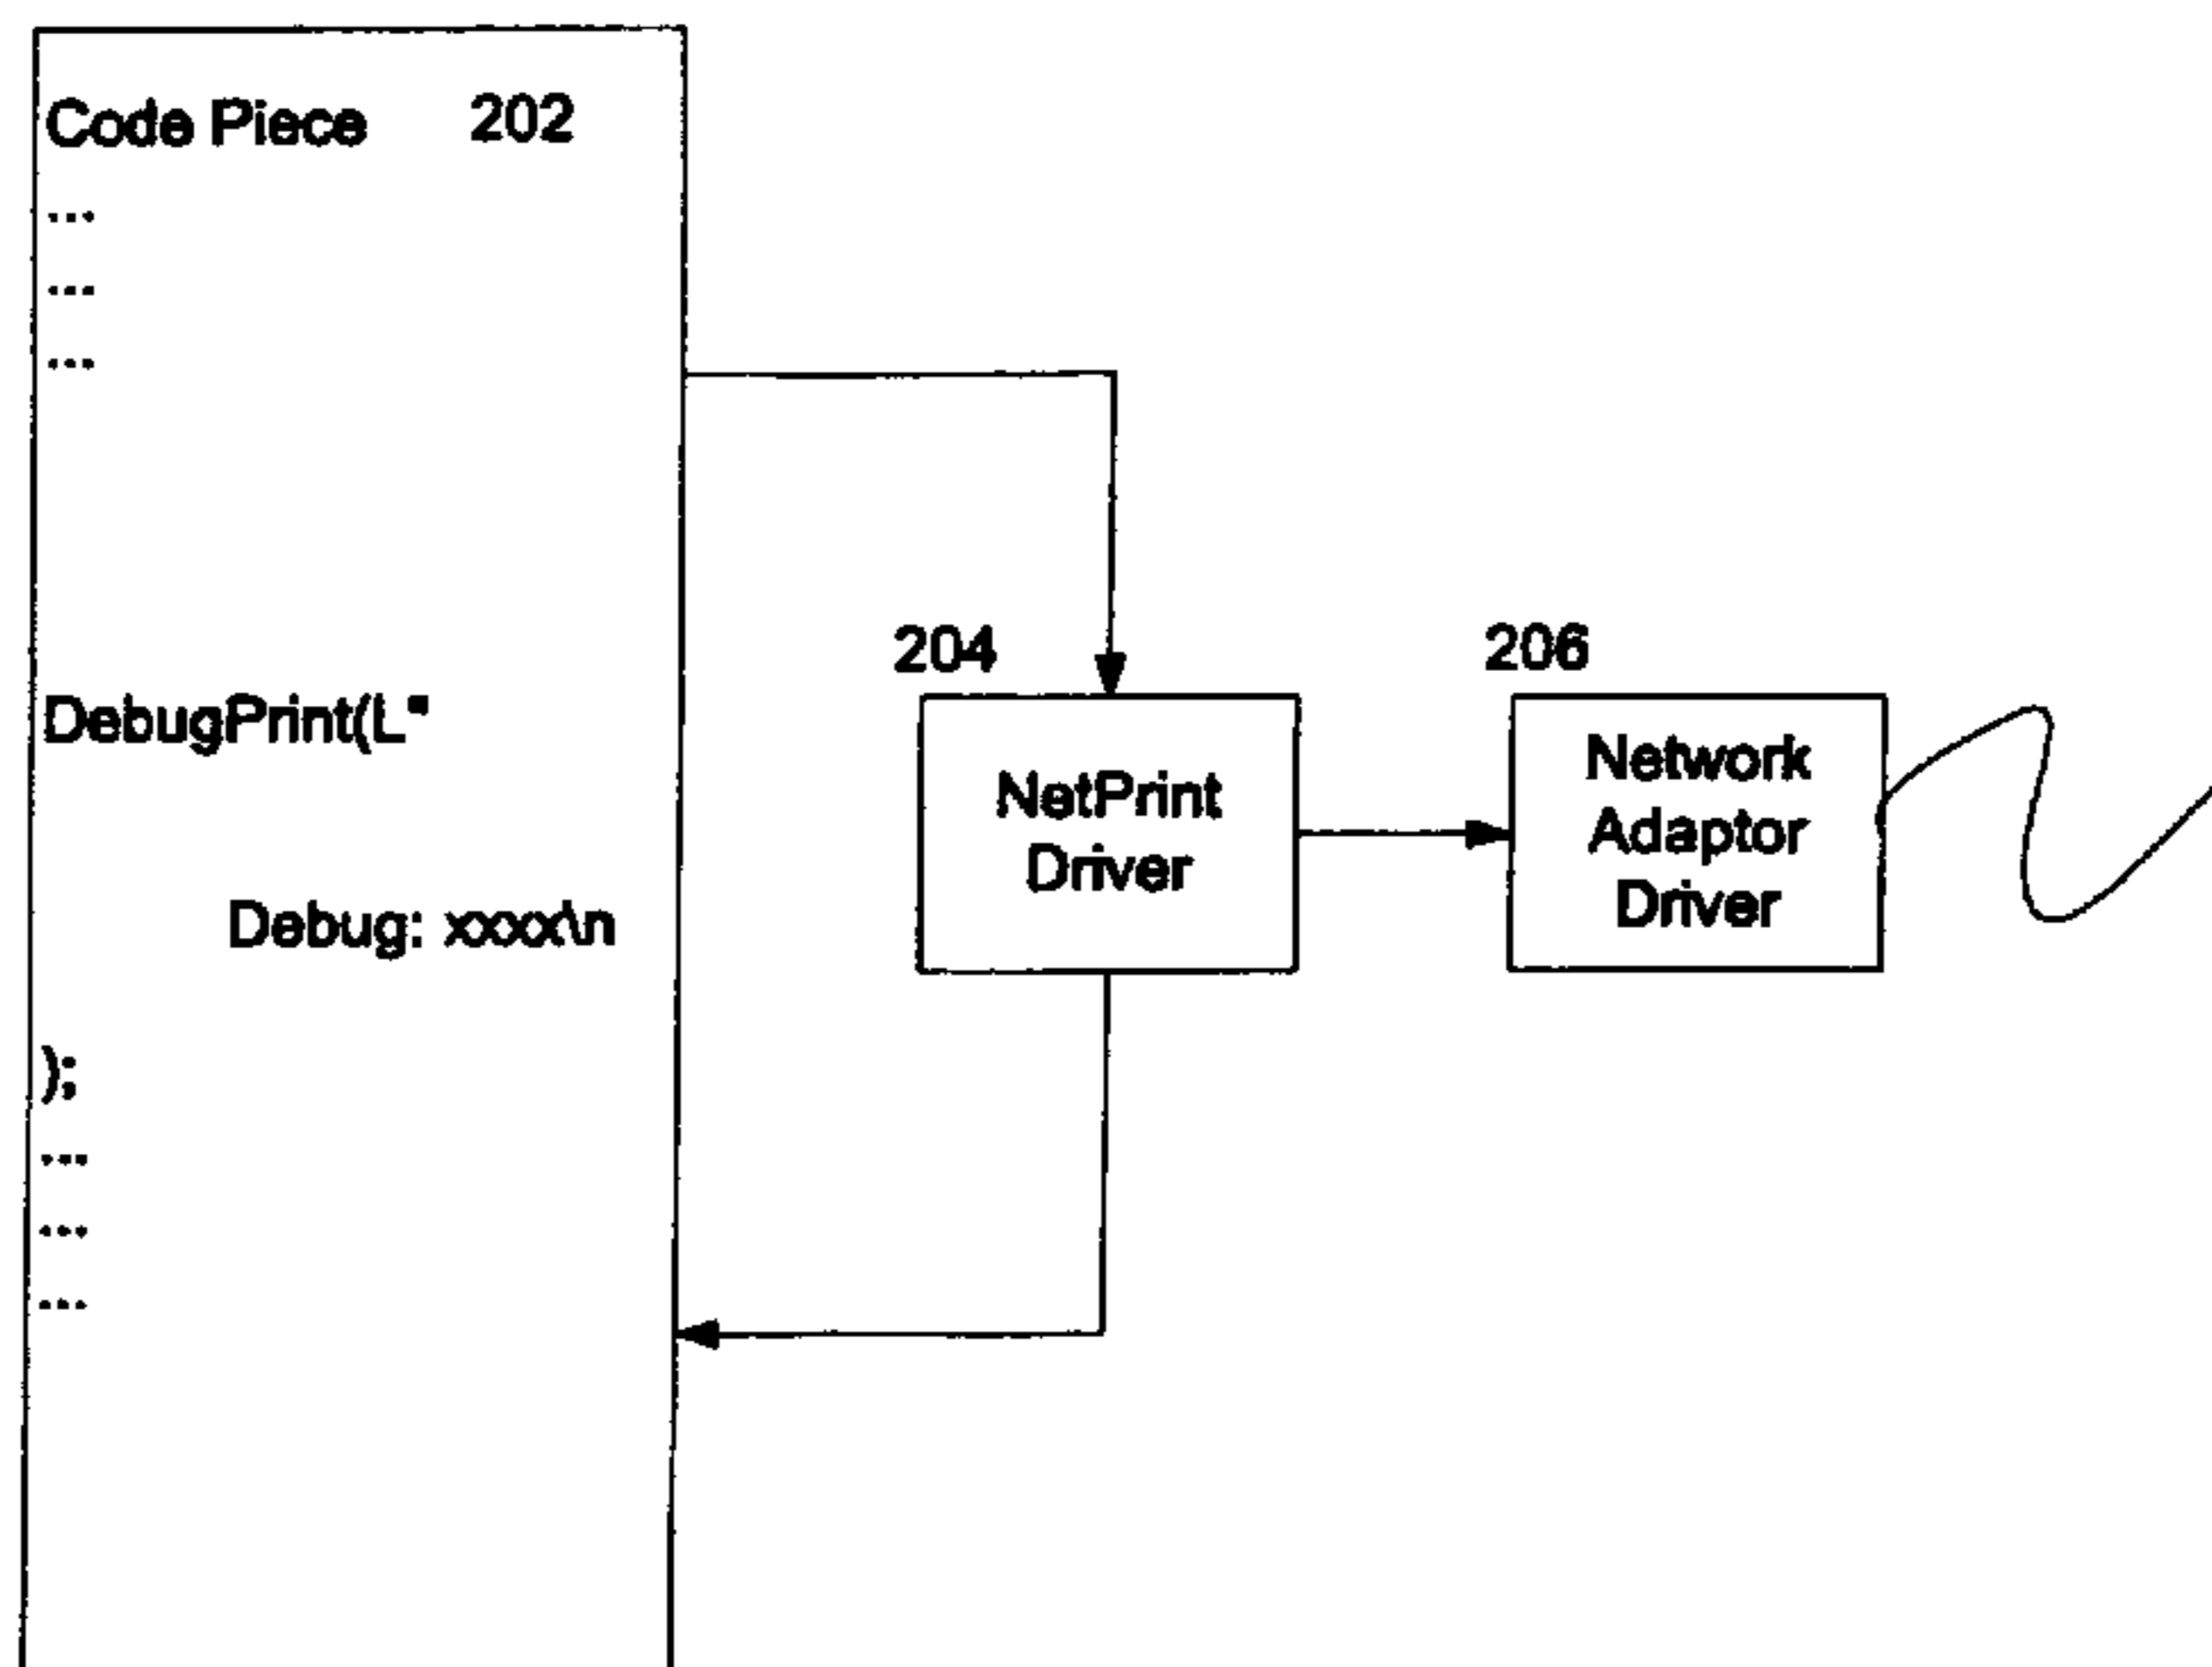 Code Piece 202
...
...
...
DebugPrint(L"
Debug: xxxx\n
);
...
...
...
204
NetPrint
Driver
206
Network
Adaptor
Driver